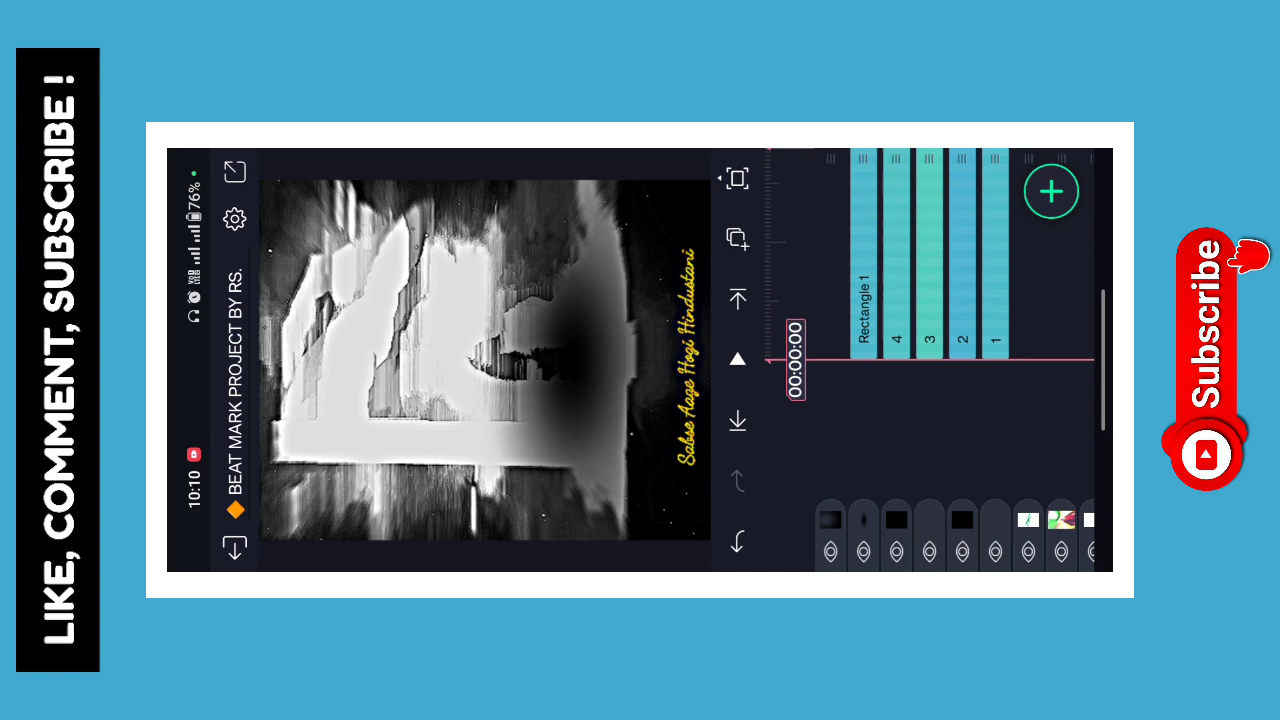 LIKE, COMMENT, SUBSCRIBE !
10:10
76%
BEAT MARK PROJECT BY RS.
Sabse Aage Hogi Hindustani
00:00:00
Rectangle 1
4
3
2
1
Subscribe